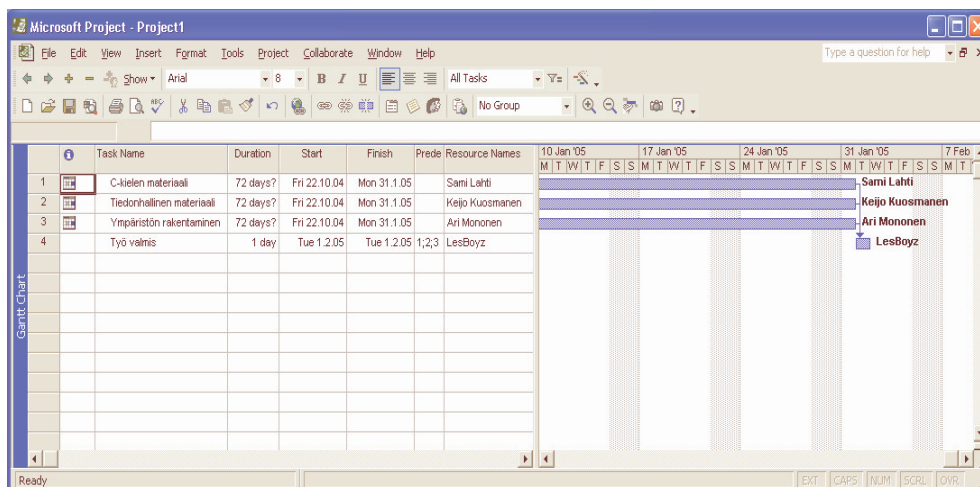 Microsoft Project - Project1
File Edit View Insert Format Tools Project Collaborate Window Help Type a question for help
Show Arial 8 B I U All Tasks
No Group
Task Name Duration Start Finish Prede Resource Names 10 Jan '05 17 Jan '05 24 Jan '05 31 Jan '05 7 Feb
M T W T F S S M T W T F S S M T W T F S S M T W T F S S M T
1 C-kielen materiaali 72 days? Fri 22.10.04 Mon 31.1.05 Sami Lahti Sami Lahti
2 Tiedonhallinen materiaali 72 days? Fri 22.10.04 Mon 31.1.05 Keijo Kuosmanen Keijo Kuosmanen
3 Ympäristön rakentaminen 72 days? Fri 22.10.04 Mon 31.1.05 Ari Mononen Ari Mononen
4 Työ valmis 1 day Tue 1.2.05 Tue 1.2.05 1;2;3 LesBoyz LesBoyz
Gantt Chart
Ready EXT CAPS NUM SCRL OVR